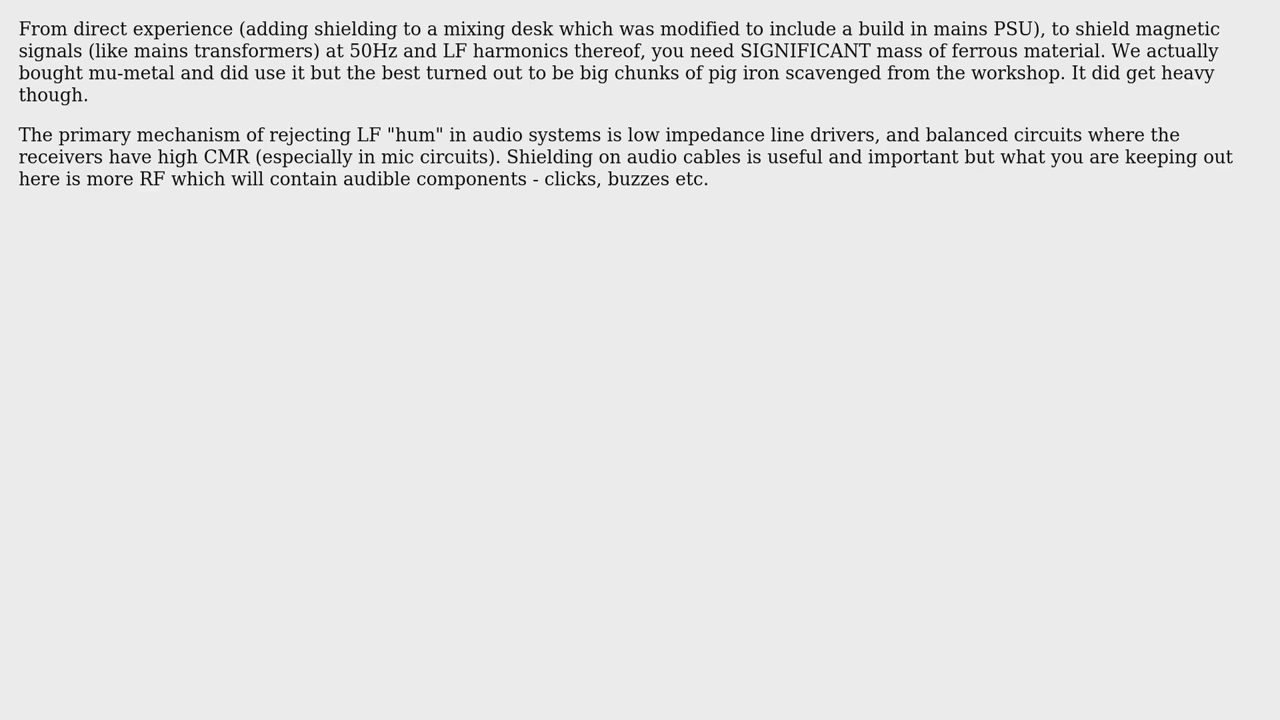 From direct experience (adding shielding to a mixing desk which was modified to include a build in mains PSU), to shield magnetic
signals (like mains transformers) at 50Hz and LF harmonics thereof, you need SIGNIFICANT mass of ferrous material. We actually
bought mu-metal and did use it but the best turned out to be big chunks of pig iron scavenged from the workshop. It did get heavy
though.
The primary mechanism of rejecting LF "hum" in audio systems is low impedance line drivers, and balanced circuits where the
receivers have high CMR (especially in mic circuits). Shielding on audio cables is useful and important but what you are keeping out
here is more RF which will contain audible components - clicks, buzzes etc.